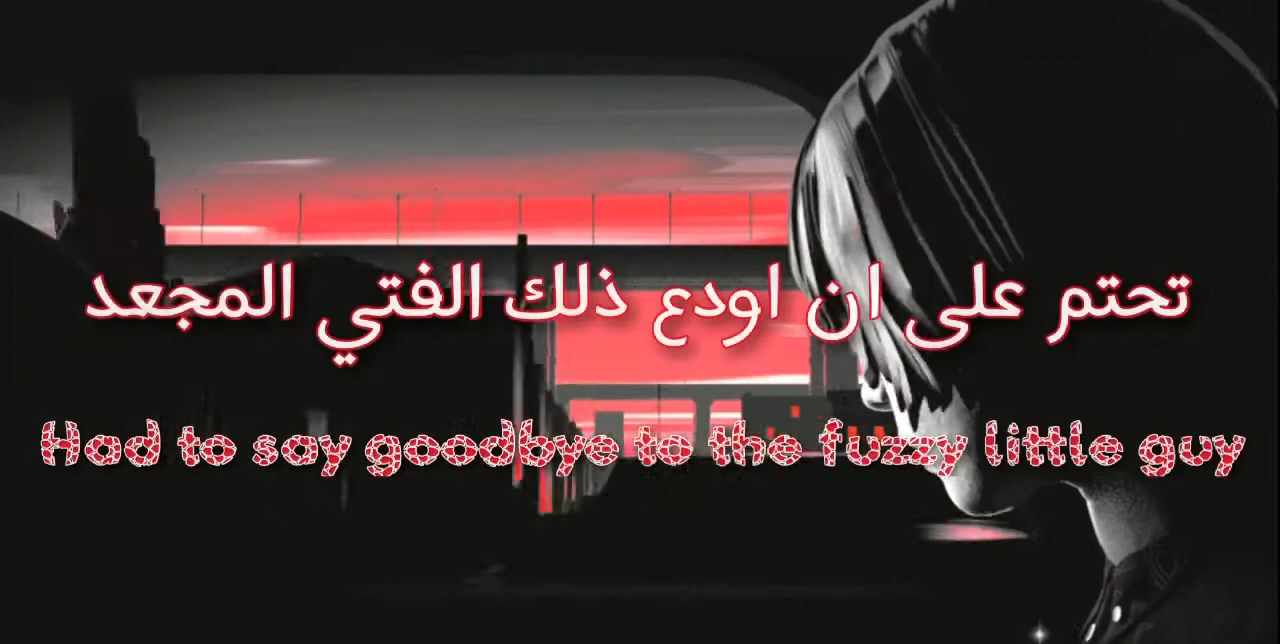 تحتم على ان اودع ذلك الفتي المجعد
Had to say goodbye to the fuzzy little guy